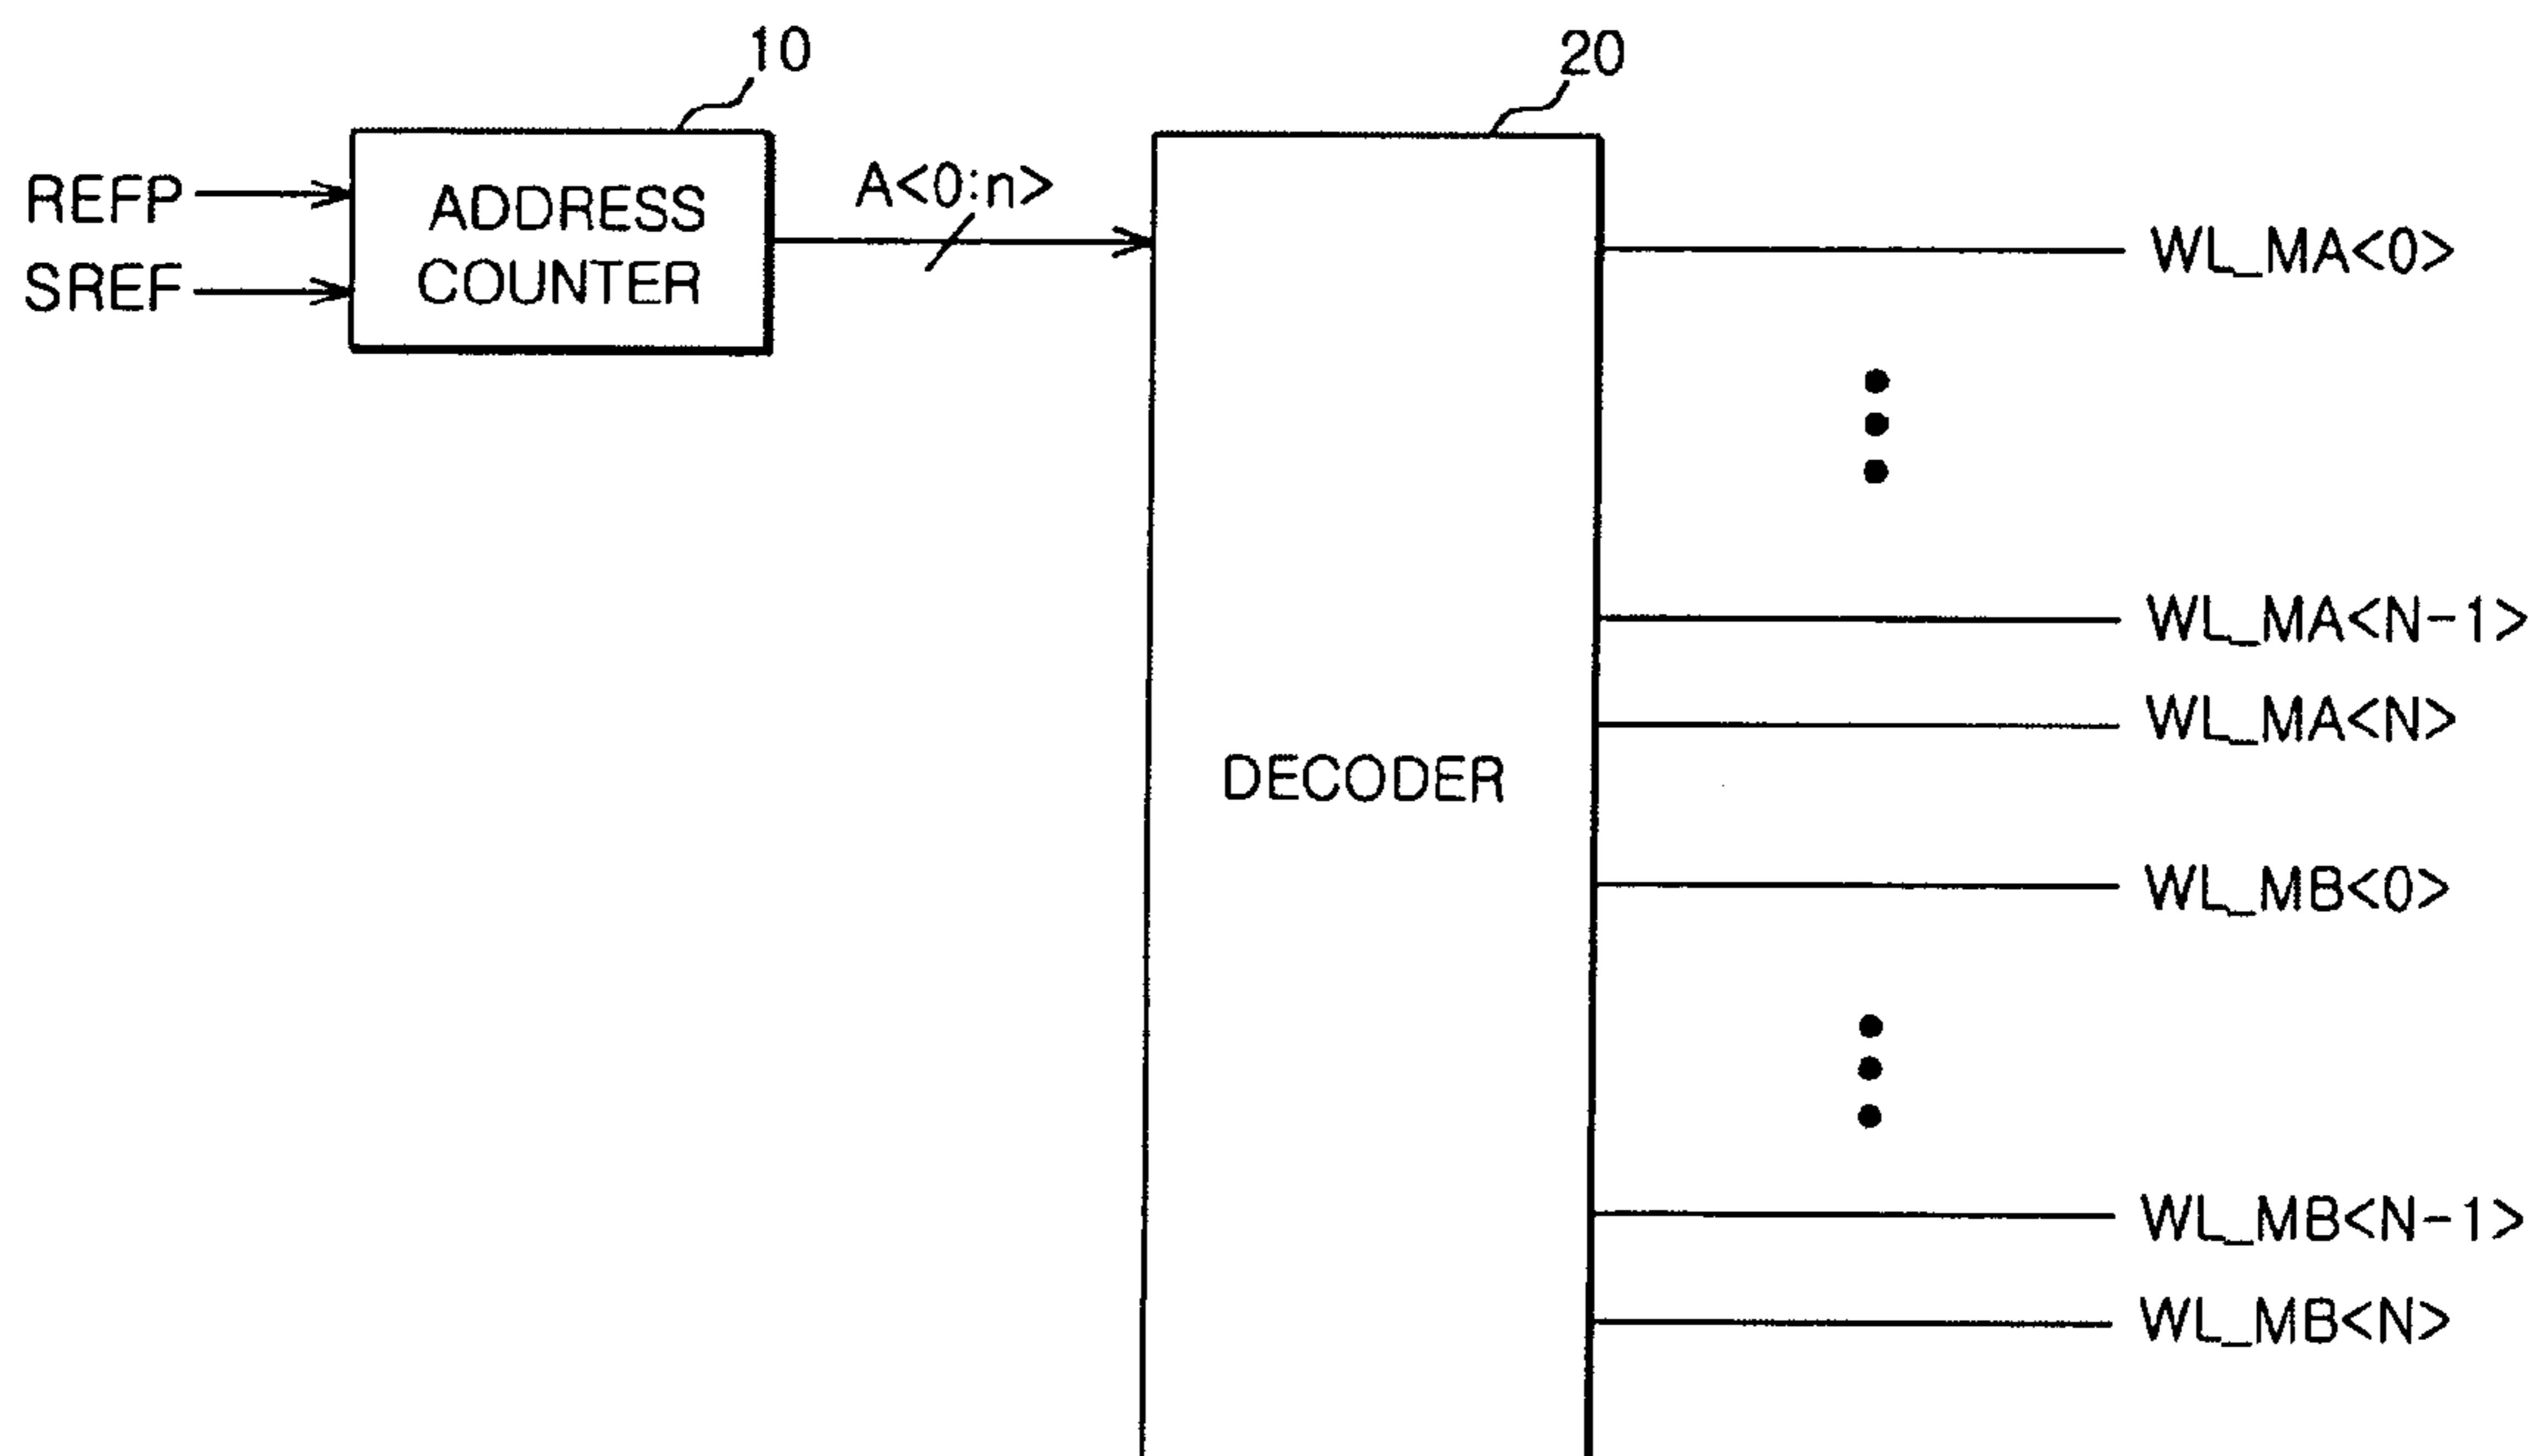 10
20
REFP
SREF
ADDRESS
COUNTER
A<0:n>
DECODER
WL_MA<0>
WL_MA<N-1>
WL_MA<N>
WL_MB<0>
WL_MB<N-1>
WL_MB<N>